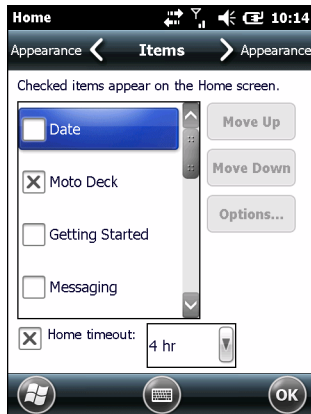 Home 10:14
Appearance Items Appearance
Checked items appear on the Home screen.
Date
Moto Deck
Getting Started
Messaging
Move Up
Move Down
Options...
Home timeout: 4 hr
OK